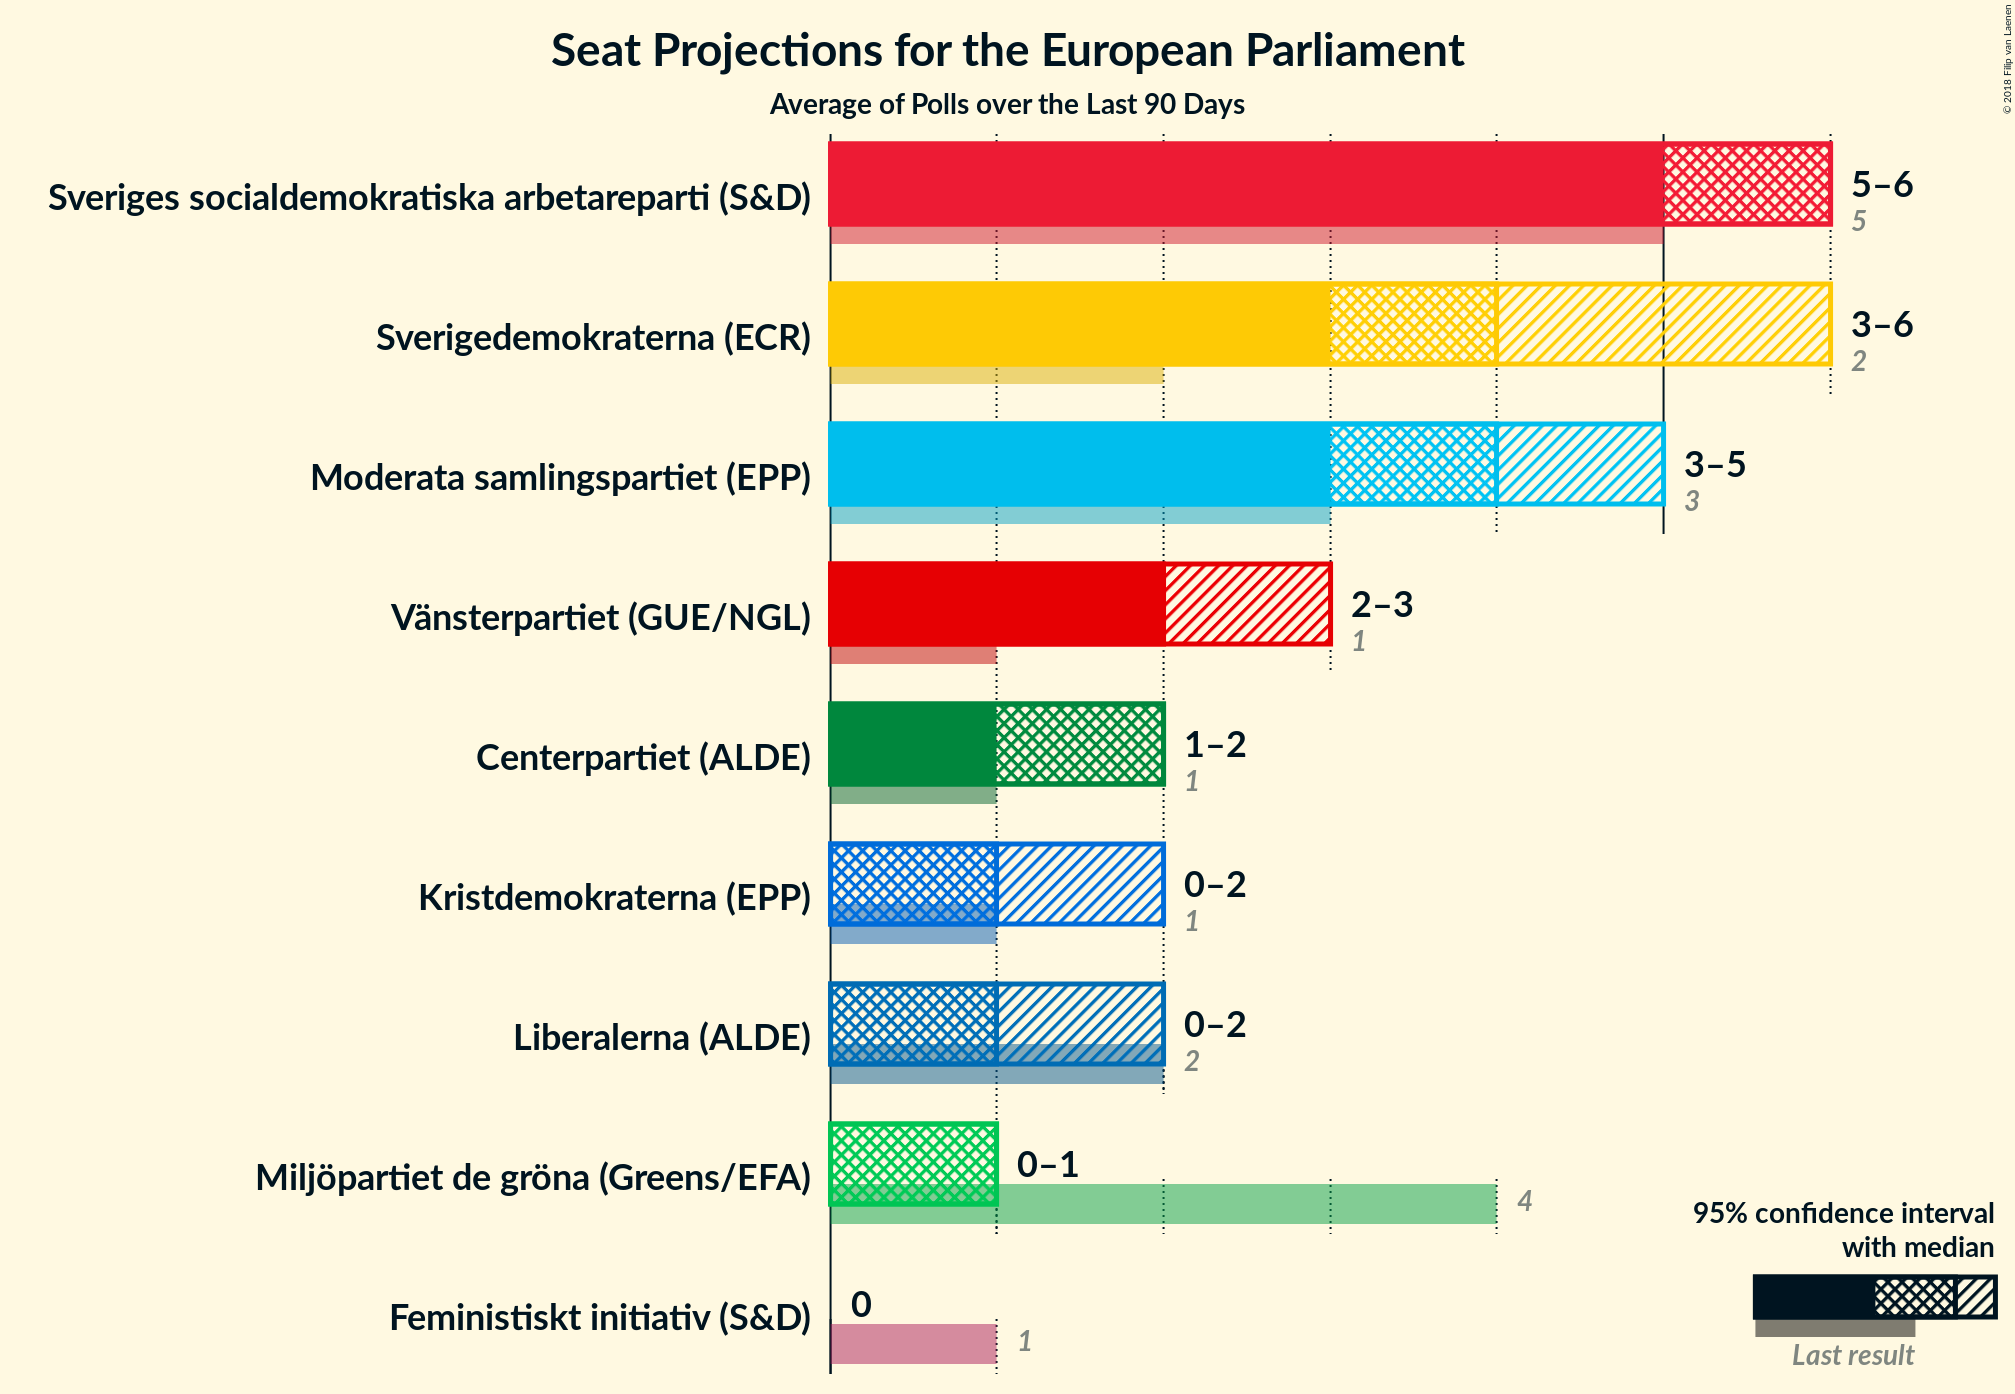 Seat Projections for the European Parliament
Average of Polls over the Last 90 Days
© 2018 Filip van Laenen
Sveriges socialdemokratiska arbetareparti (S&D)
5–6
5
Sverigedemokraterna (ECR)
3–6
2
Moderata samlingspartiet (EPP)
3–5
3
Vänsterpartiet (GUE/NGL)
2–3
1
Centerpartiet (ALDE)
1–2
1
Kristdemokraterna (EPP)
0–2
1
Liberalerna (ALDE)
0–2
2
Miljöpartiet de gröna (Greens/EFA)
0–1
4
Feministiskt initiativ (S&D)
0
1
95% confidence interval
with median
Last result